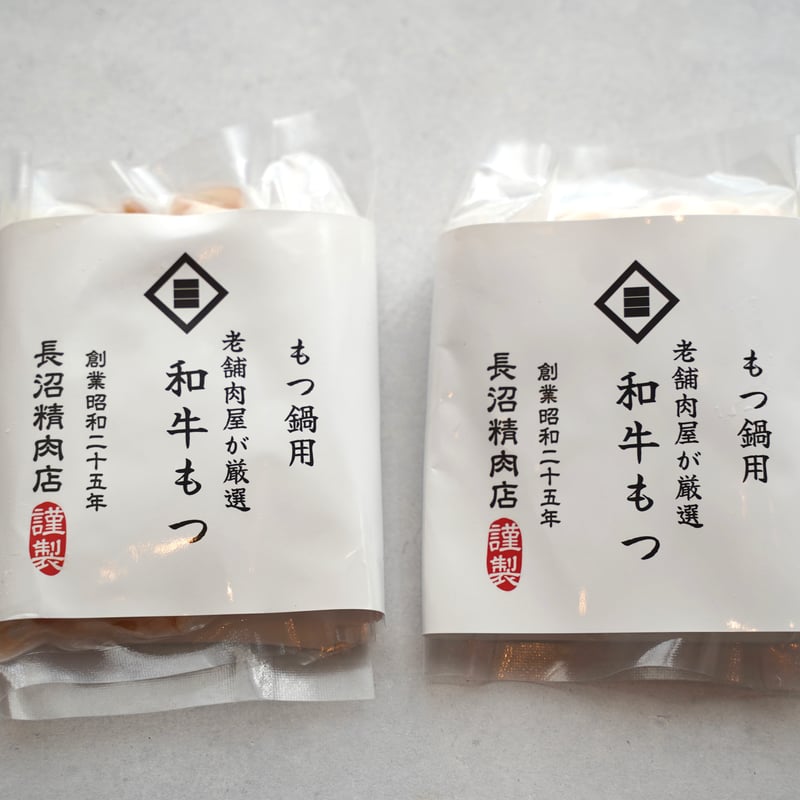 もつ鍋用
老舗肉屋が厳選
和牛もつ
創業昭和二十五年
長沼精肉店
謹製
もつ鍋用
老舗肉屋が厳選
和牛もつ
創業昭和二十五年
長沼精肉店
謹製